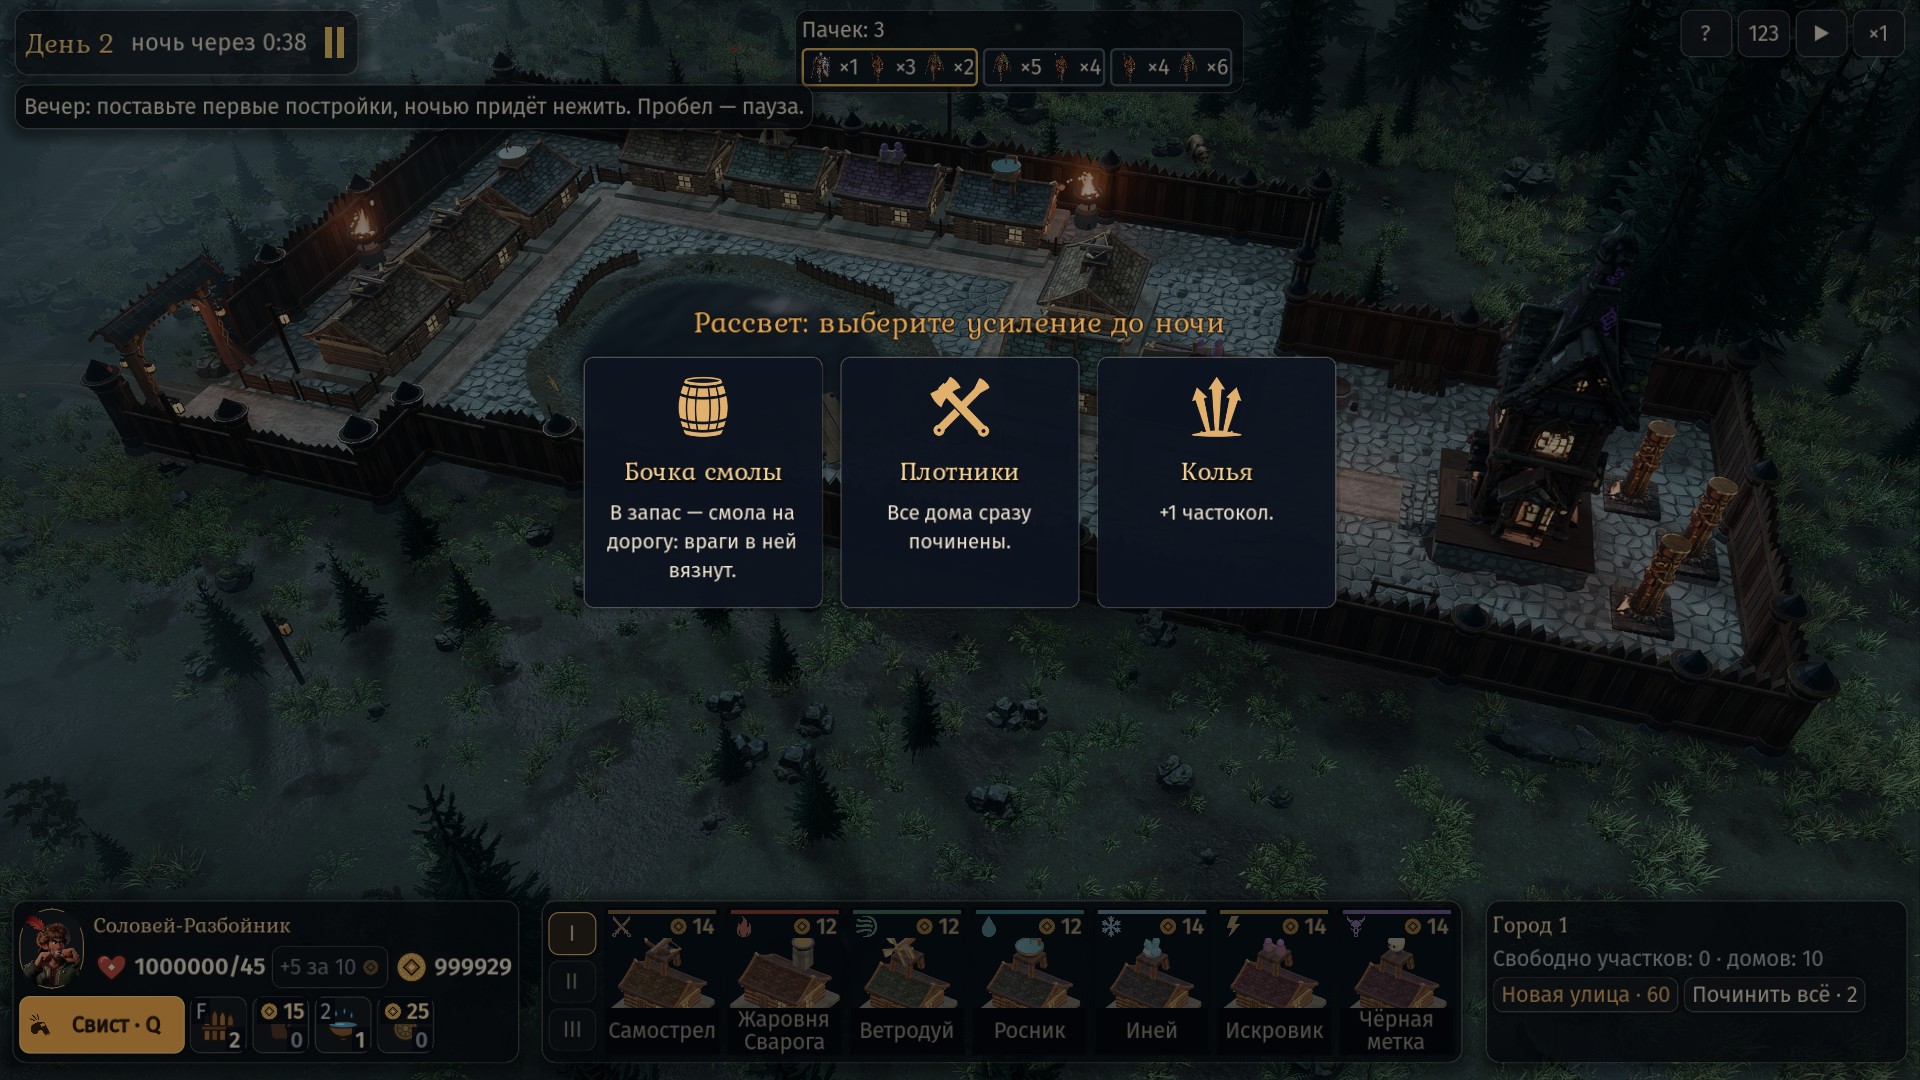 День 2 ночь через 0:38
Пачек: 3
×1 ×3 ×2 ×5 ×4 ×4 ×6
? 123 ×1
Вечер: поставьте первые постройки, ночью придёт нежить. Пробел — пауза.
Рассвет: выберите усиление до ночи
Бочка смолы
В запас — смола на
дорогу: враги в ней
вязнут.
Плотники
Все дома сразу
починены.
Колья
+1 частокол.
Соловей-Разбойник
1000000/45 +5 за 10 999929
Свист · Q
F 2
15 0
2 1
25 0
I
II
III
14 12 12 12 14 14 14
Самострел
Жаровня
Сварога
Ветродуй
Росник
Иней
Искровик
Чёрная
метка
Город 1
Свободно участков: 0 · домов: 10
Новая улица · 60 Починить всё · 2